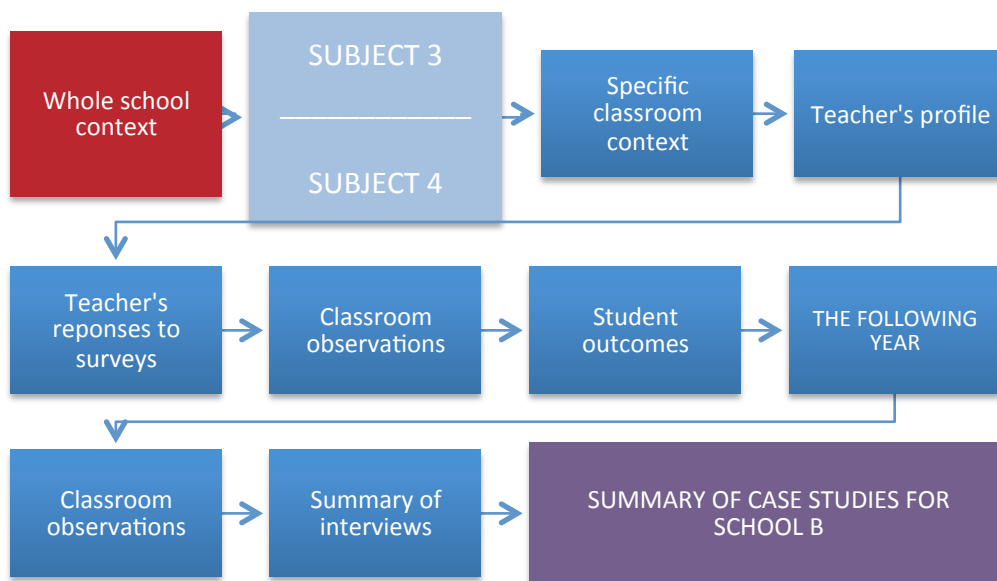 Whole school
context
SUBJECT 3
SUBJECT 4
Specific
classroom
context
Teacher's profile
Teacher's
reponses to
surveys
Classroom
observations
Student
outcomes
THE FOLLOWING
YEAR
Classroom
observations
Summary of
interviews
SUMMARY OF CASE STUDIES FOR
SCHOOL B